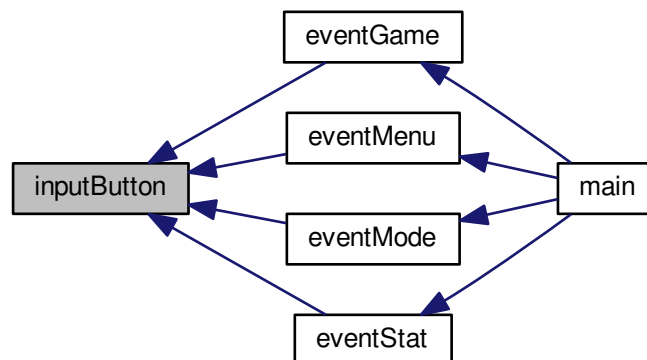 eventGame
eventMenu
inputButton
main
eventMode
eventStat